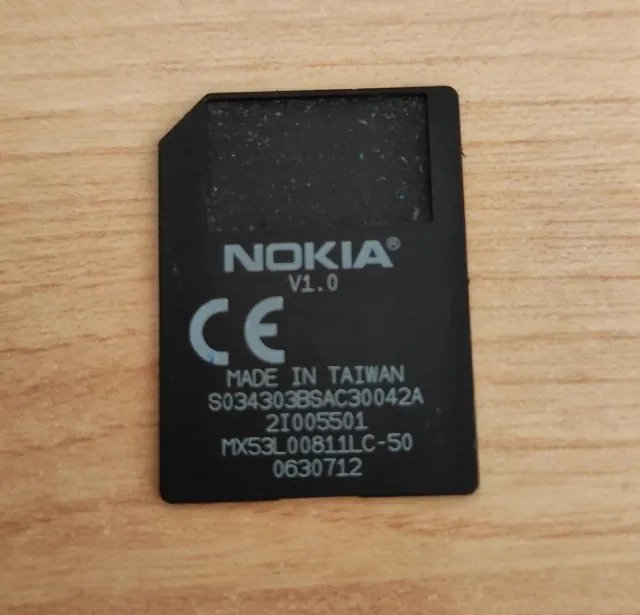 NOKIA®
V1.0
CE
MADE IN TAIWAN
S034303BSAC30042A
2I005501
MX53L00811LC-50
0630712